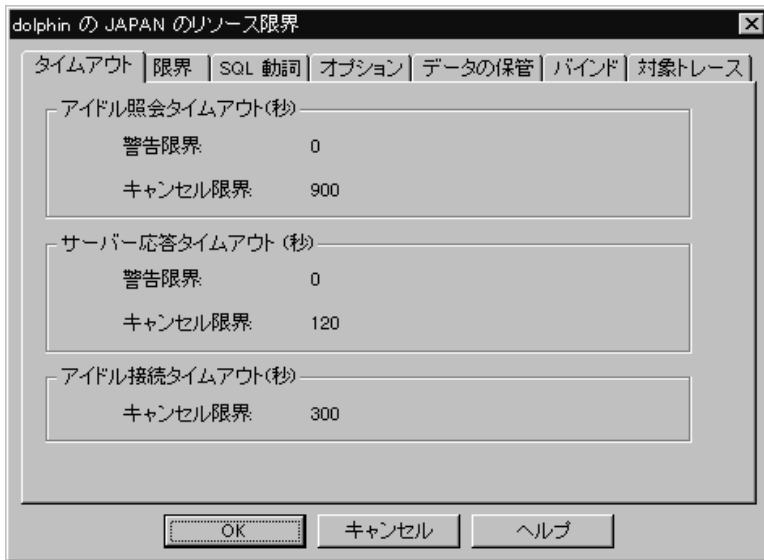 dolphin の JAPAN のリソース限界
タイムアウト 限界 SQL 動詞 オプション データの保管 バインド 対象トレース
アイドル照会タイムアウト(秒)
警告限界: 0
キャンセル限界: 900
サーバー応答タイムアウト (秒)
警告限界: 0
キャンセル限界: 120
アイドル接続タイムアウト(秒)
キャンセル限界: 300
OK キャンセル ヘルプ